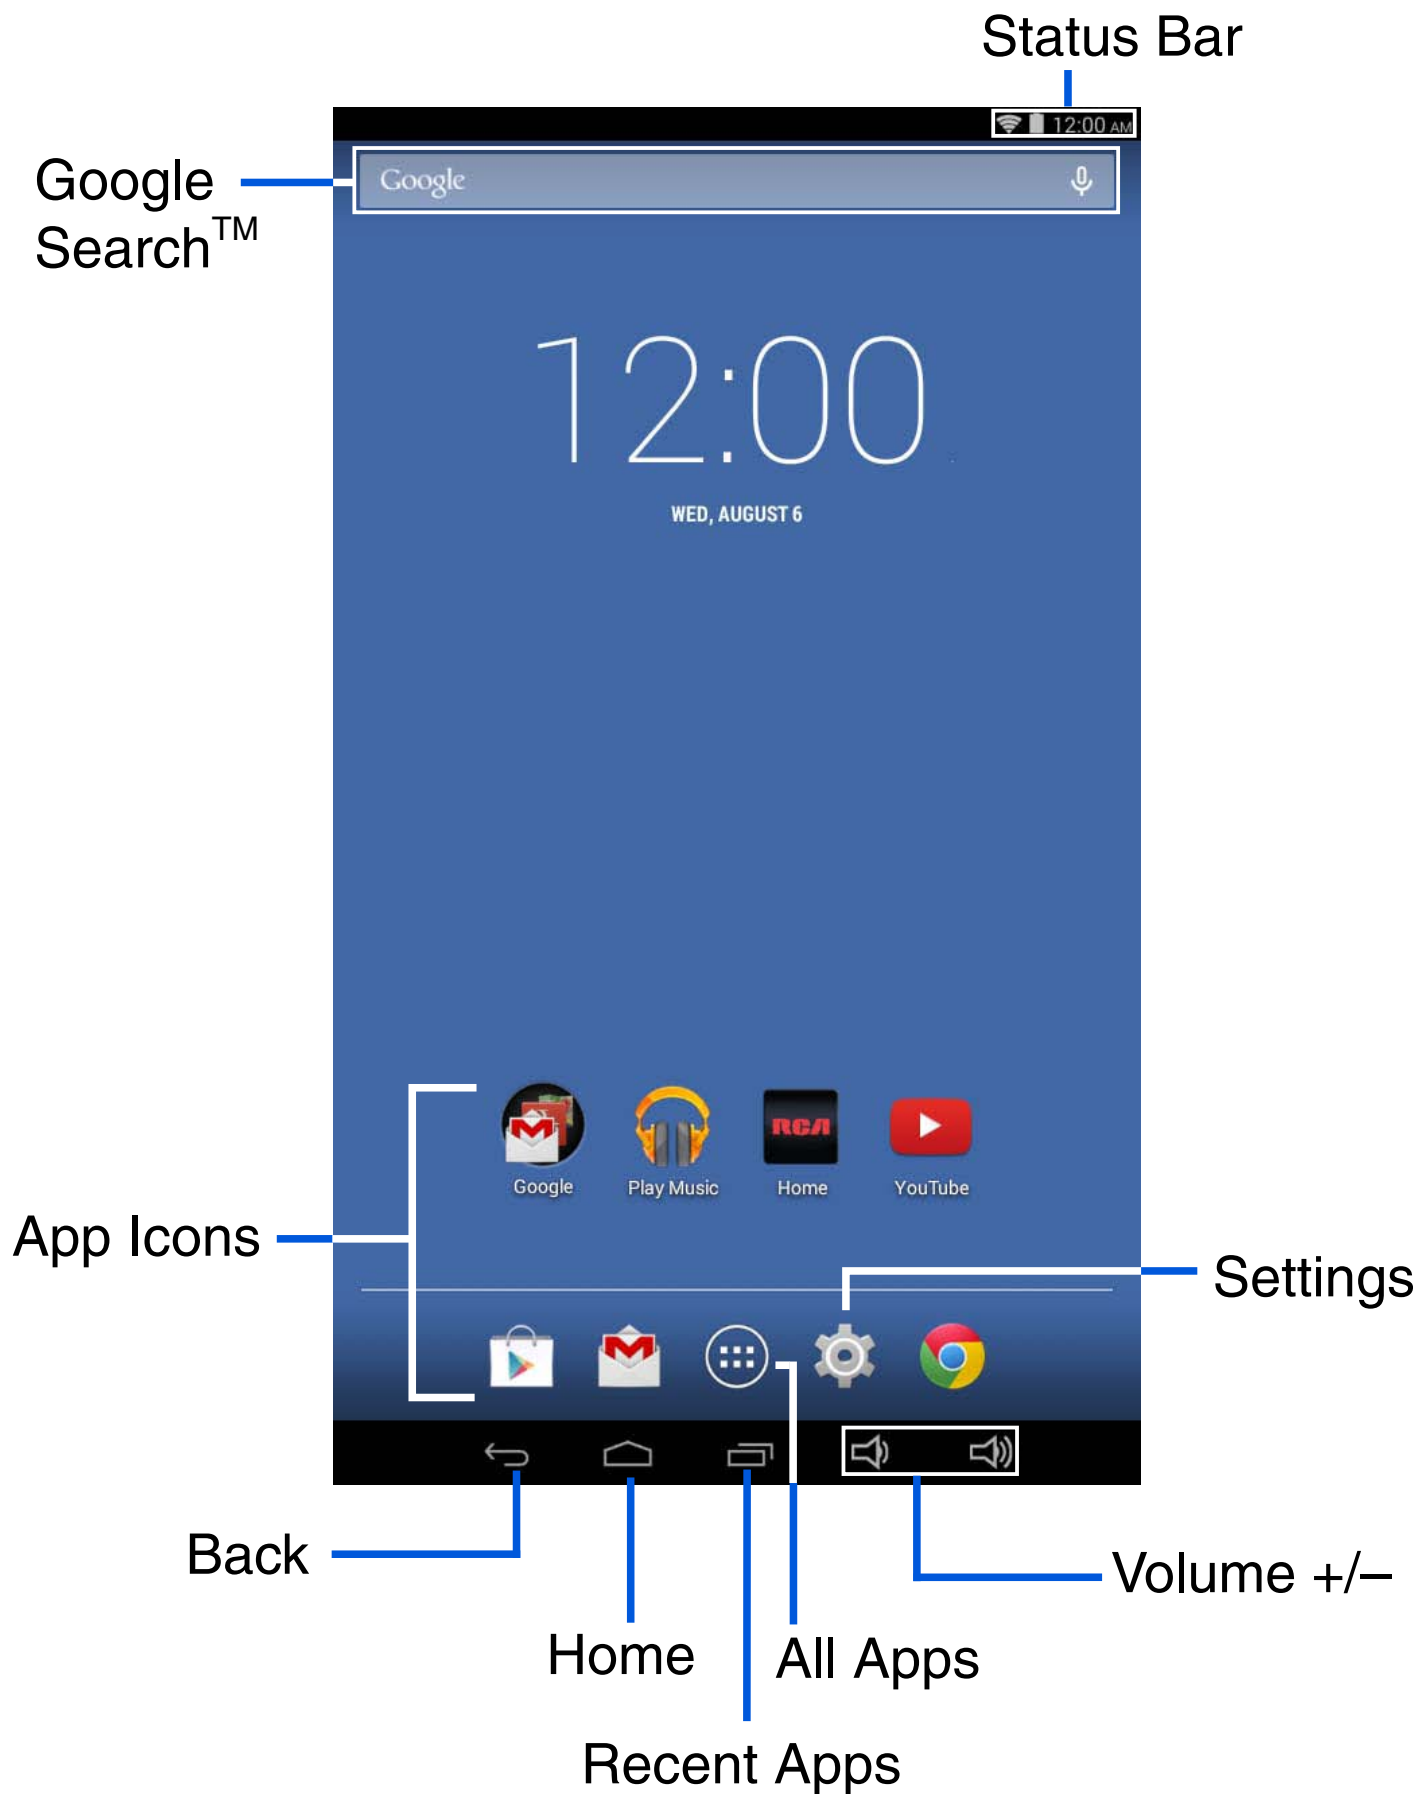 Status Bar
12:00 AM
Google
Search™
Google
12:00
WED, AUGUST 6
RCA
Google
Play Music
Home
YouTube
App Icons
Settings
Back
Volume +/–
Home
All Apps
Recent Apps